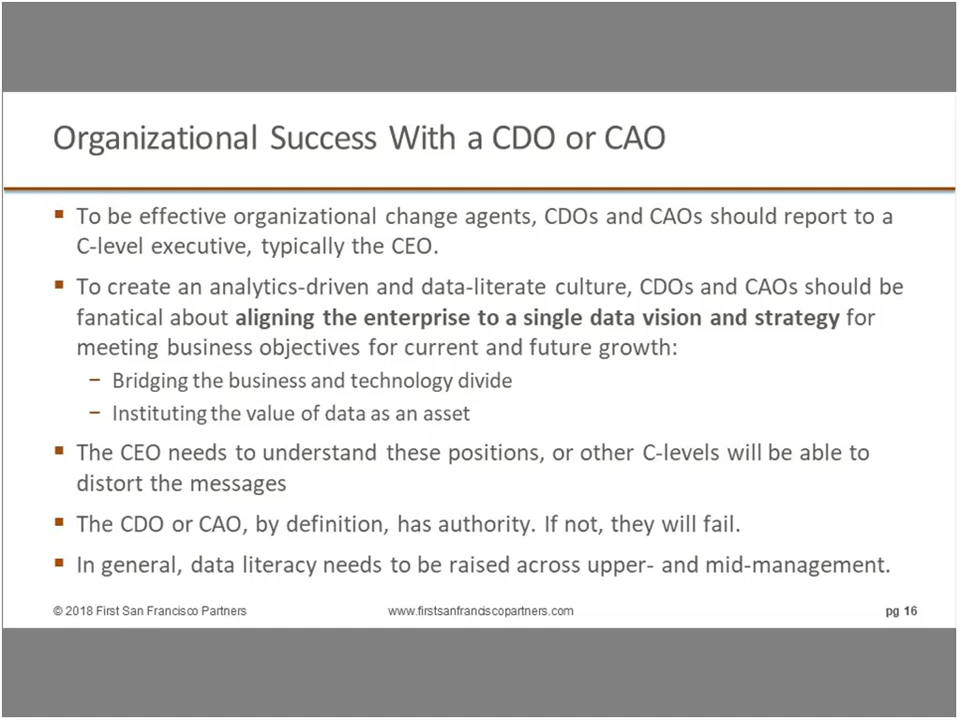 Organizational Success With a CDO or CAO
▪ To be effective organizational change agents, CDOs and CAOs should report to a
C-level executive, typically the CEO.
▪ To create an analytics-driven and data-literate culture, CDOs and CAOs should be
fanatical about aligning the enterprise to a single data vision and strategy for
meeting business objectives for current and future growth:
− Bridging the business and technology divide
− Instituting the value of data as an asset
▪ The CEO needs to understand these positions, or other C-levels will be able to
distort the messages
▪ The CDO or CAO, by definition, has authority. If not, they will fail.
▪ In general, data literacy needs to be raised across upper- and mid-management.
© 2018 First San Francisco Partners www.firstsanfranciscopartners.com pg 16